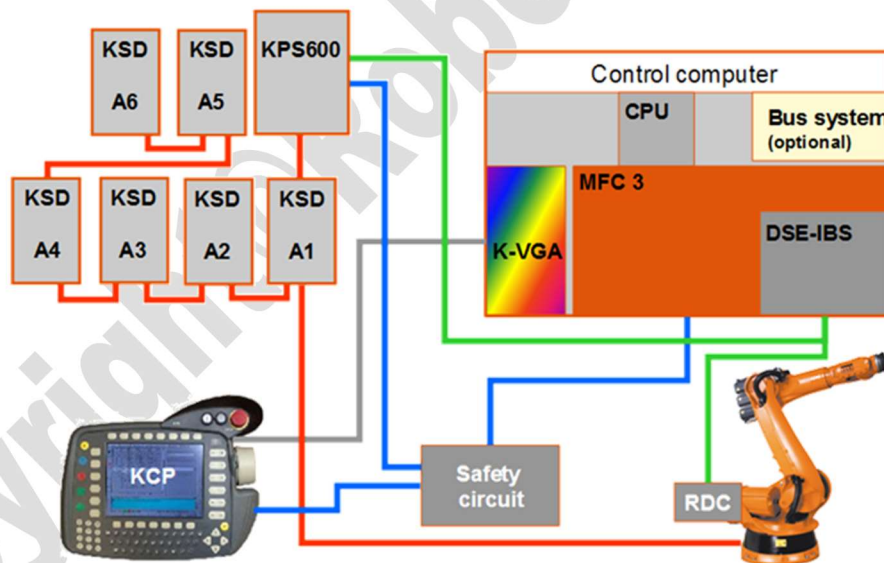 KSD
A6
KSD
A5
KPS600
Control computer
CPU
Bus system
(optional)
KSD
A4
KSD
A3
KSD
A2
KSD
A1
K-VGA
MFC 3
DSE-IBS
KCP
Safety
circuit
RDC